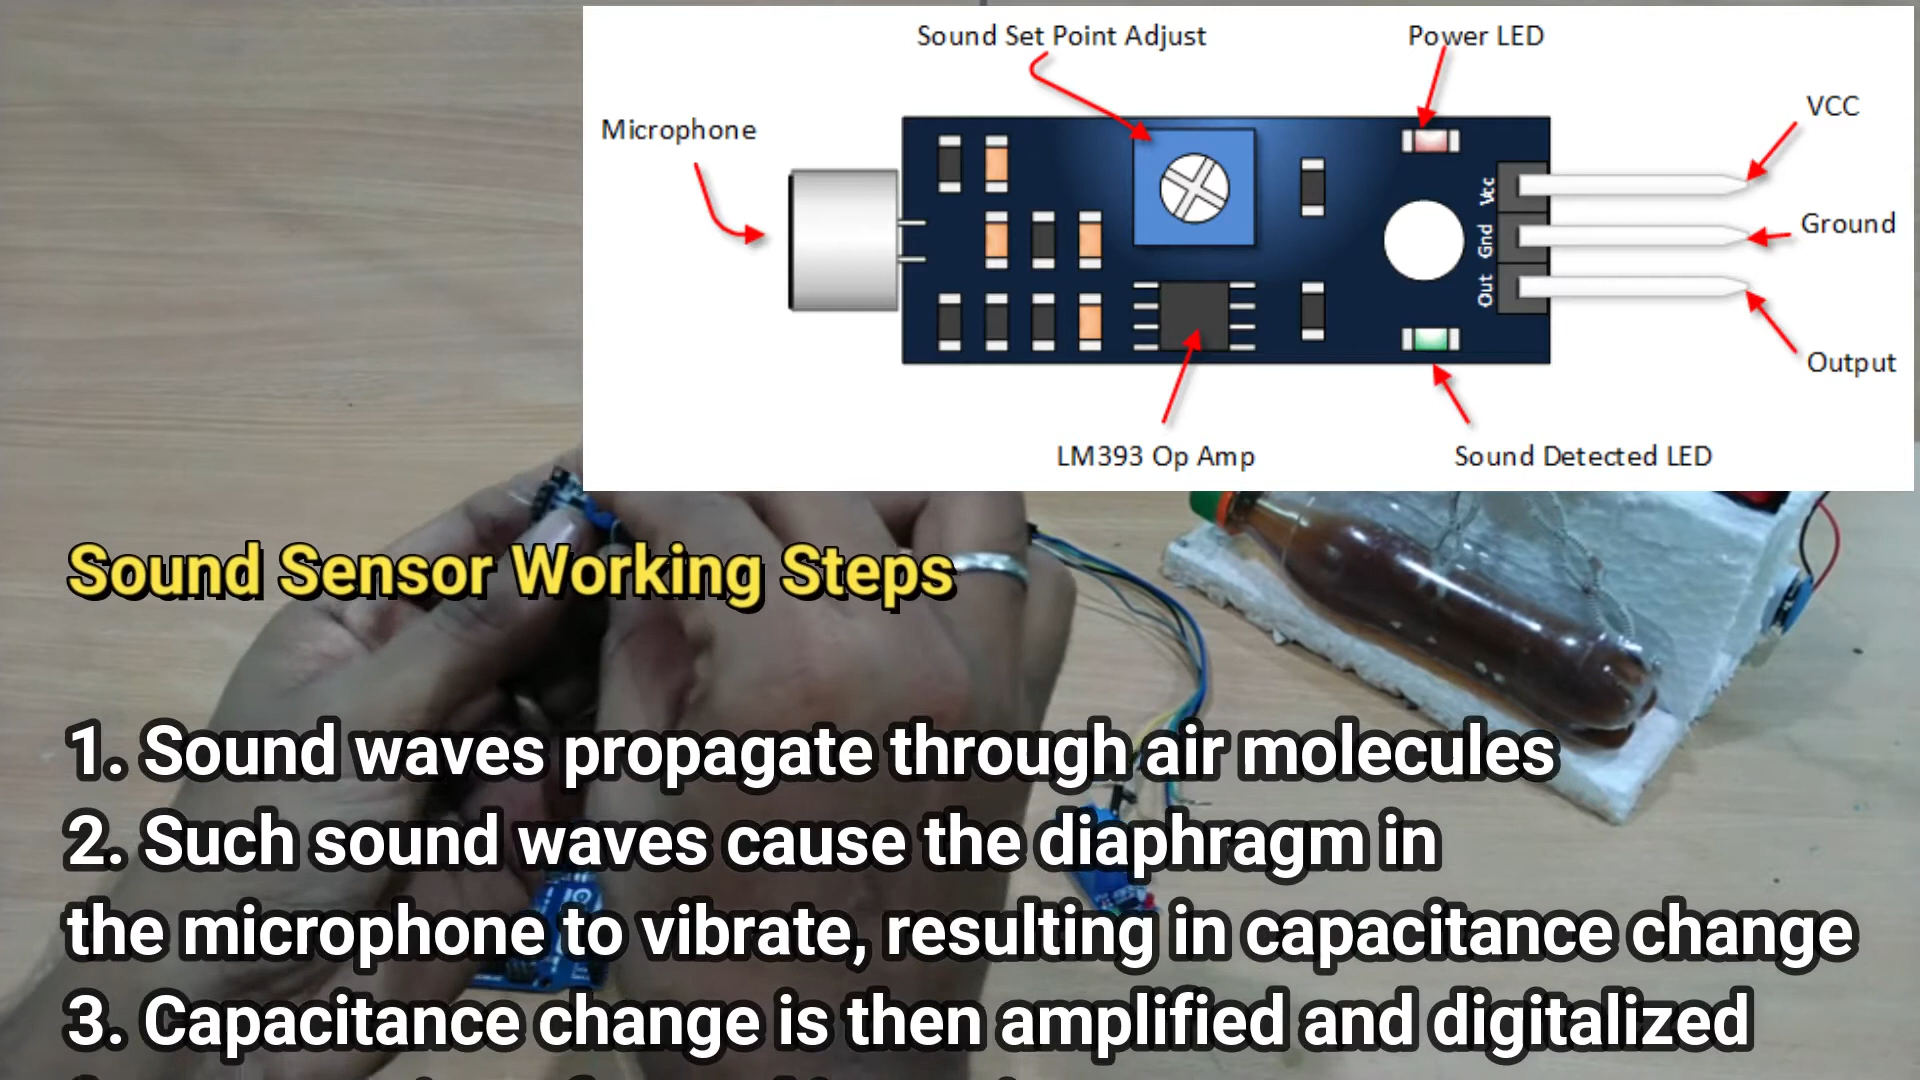 Sound Set Point Adjust
Power LED
VCC
Microphone
Vcc
Ground
Gnd
Out
Output
LM393 Op Amp
Sound Detected LED
Sound Sensor Working Steps
1. Sound waves propagate through air molecules
2. Such sound waves cause the diaphragm in
the microphone to vibrate, resulting in capacitance change
3. Capacitance change is then amplified and digitalized